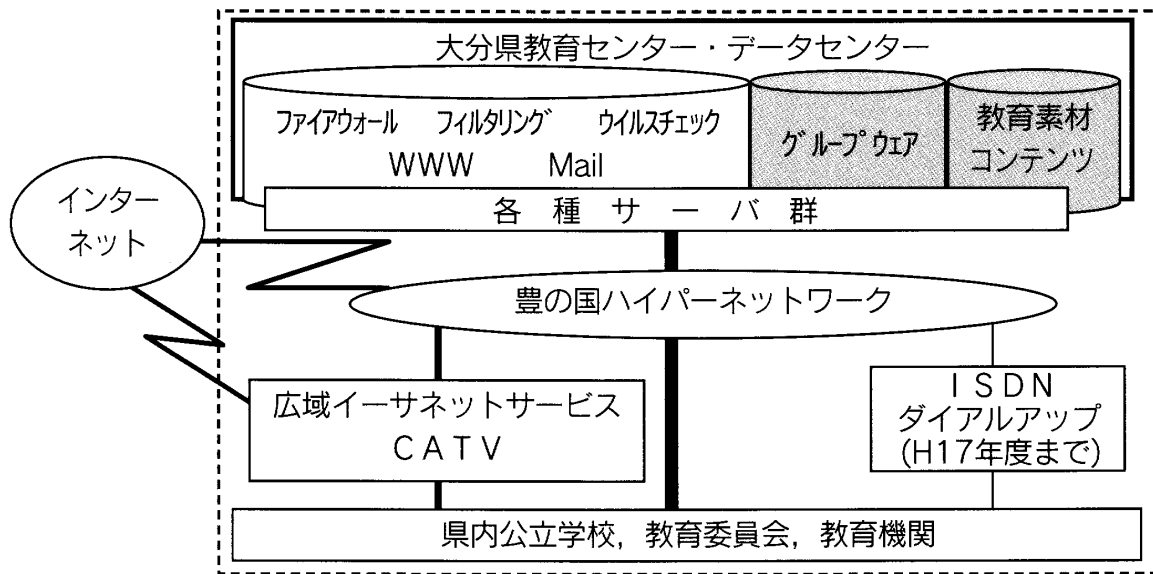 大分県教育センター・データセンター
ファイアウォール フィルタリング ウイルスチェック
WWW Mail
グループウェア
教育素材
コンテンツ
各種サーバ群
インター
ネット
豊の国ハイパーネットワーク
広域イーサネットサービス
CATV
ISDN
ダイアルアップ
(H17年度まで)
県内公立学校，教育委員会，教育機関